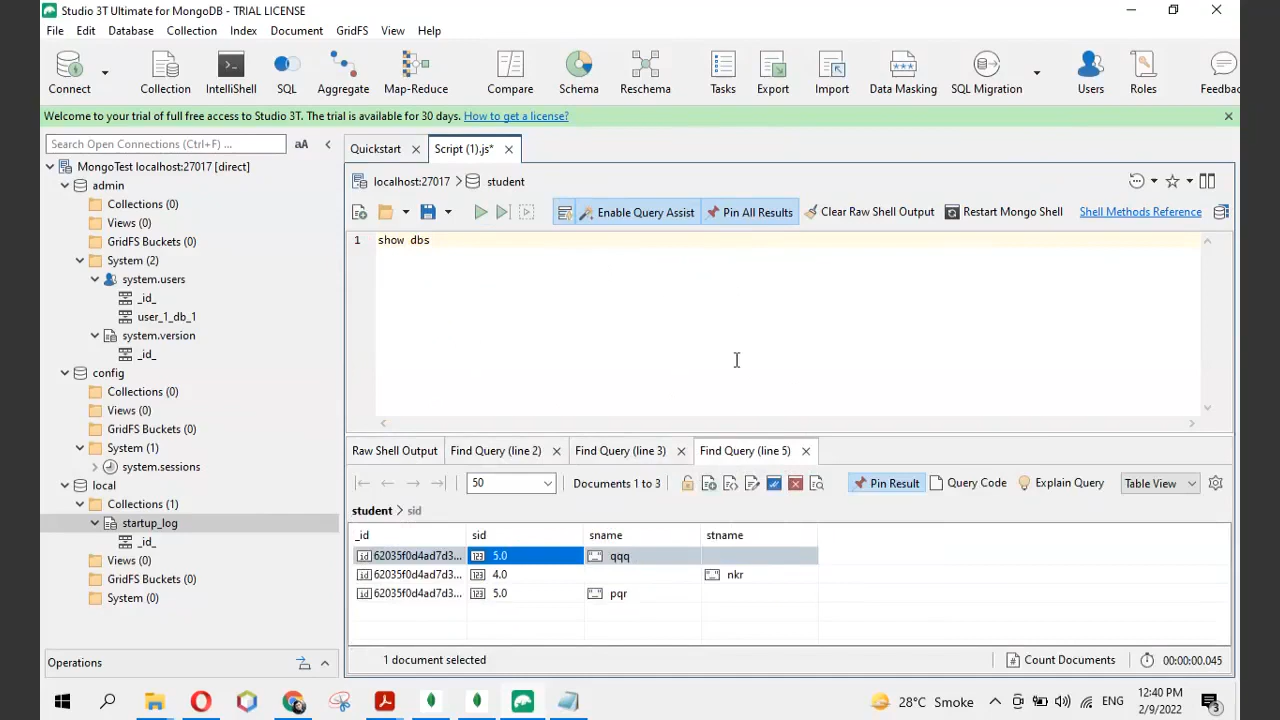 Studio 3T Ultimate for MongoDB - TRIAL LICENSE
File Edit Database Collection Index Document GridFS View Help
Connect Collection IntelliShell SQL Aggregate Map-Reduce Compare Schema Reschema Tasks Export Import Data Masking SQL Migration Users Roles Feedbac
Welcome to your trial of full free access to Studio 3T. The trial is available for 30 days. How to get a license?
Search Open Connections (Ctrl+F) ... aA
Quickstart Script (1).js*
MongoTest localhost:27017 [direct]
localhost:27017 student
admin
Collections (0)
Enable Query Assist Pin All Results Clear Raw Shell Output Restart Mongo Shell Shell Methods Reference
Views (0)
1 show dbs
GridFS Buckets (0)
System (2)
system.users
_id_
user_1_db_1
system.version
_id_
config
Collections (0)
Views (0)
GridFS Buckets (0)
System (1)
Raw Shell Output Find Query (line 2) Find Query (line 3) Find Query (line 5)
system.sessions
local
50 Documents 1 to 3 Pin Result Query Code Explain Query Table View
Collections (1)
student > sid
startup_log
_id sid sname stname
_id_
62035f0d4ad7d3... 5.0 qqq
Views (0)
62035f0d4ad7d3... 4.0 nkr
GridFS Buckets (0)
62035f0d4ad7d3... 5.0 pqr
System (0)
Operations
1 document selected Count Documents 00:00:00.045
28°C Smoke ENG 12:40 PM
2/9/2022
3